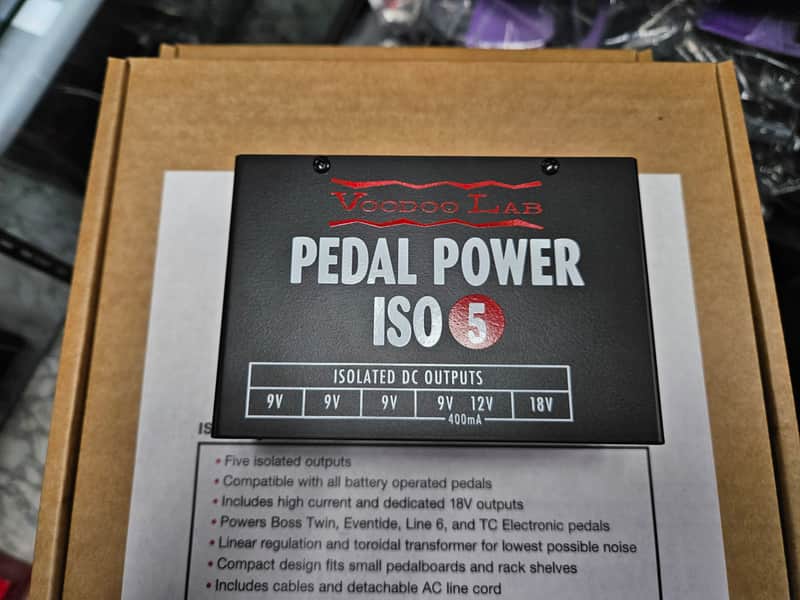 VOODOO LAB
PEDAL POWER
ISO 5
ISOLATED DC OUTPUTS
9V 9V 9V 9V 12V 18V
400mA
IS
• Five isolated outputs
• Compatible with all battery operated pedals
• Includes high current and dedicated 18V outputs
• Powers Boss Twin, Eventide, Line 6, and TC Electronic pedals
• Linear regulation and toroidal transformer for lowest possible noise
• Compact design fits small pedalboards and rack shelves
• Includes cables and detachable AC line cord